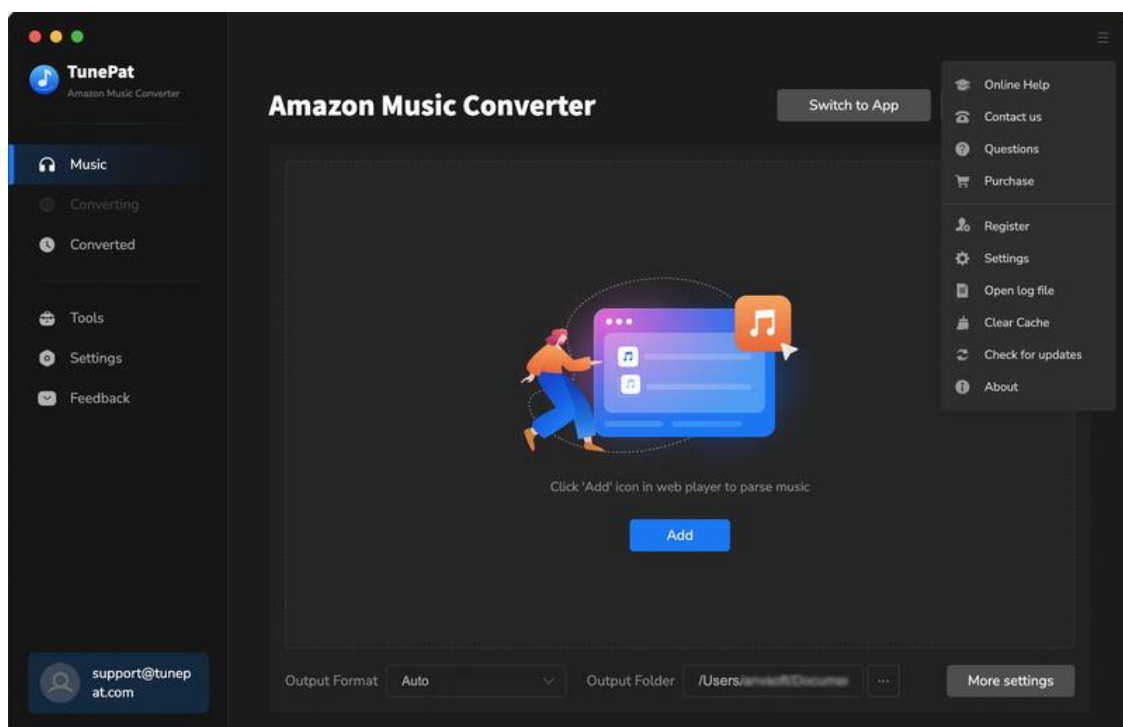 TunePat
Amazon Music Converter
Music
Converting
Converted
Tools
Settings
Feedback
support@tunep
at.com
Amazon Music Converter
Switch to App
Online Help
Contact us
Questions
Purchase
Register
Settings
Open log file
Clear Cache
Check for updates
About
Click 'Add' icon in web player to parse music
Add
Output Format
Auto
Output Folder
/Users/
...
More settings